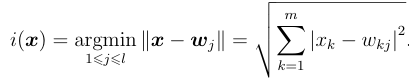 i(𝒙) = argmin_{1⩽j⩽l} ‖𝒙 − 𝒘_j‖ = √(∑_{k=1}^{m} |x_k − w_{kj}|²).